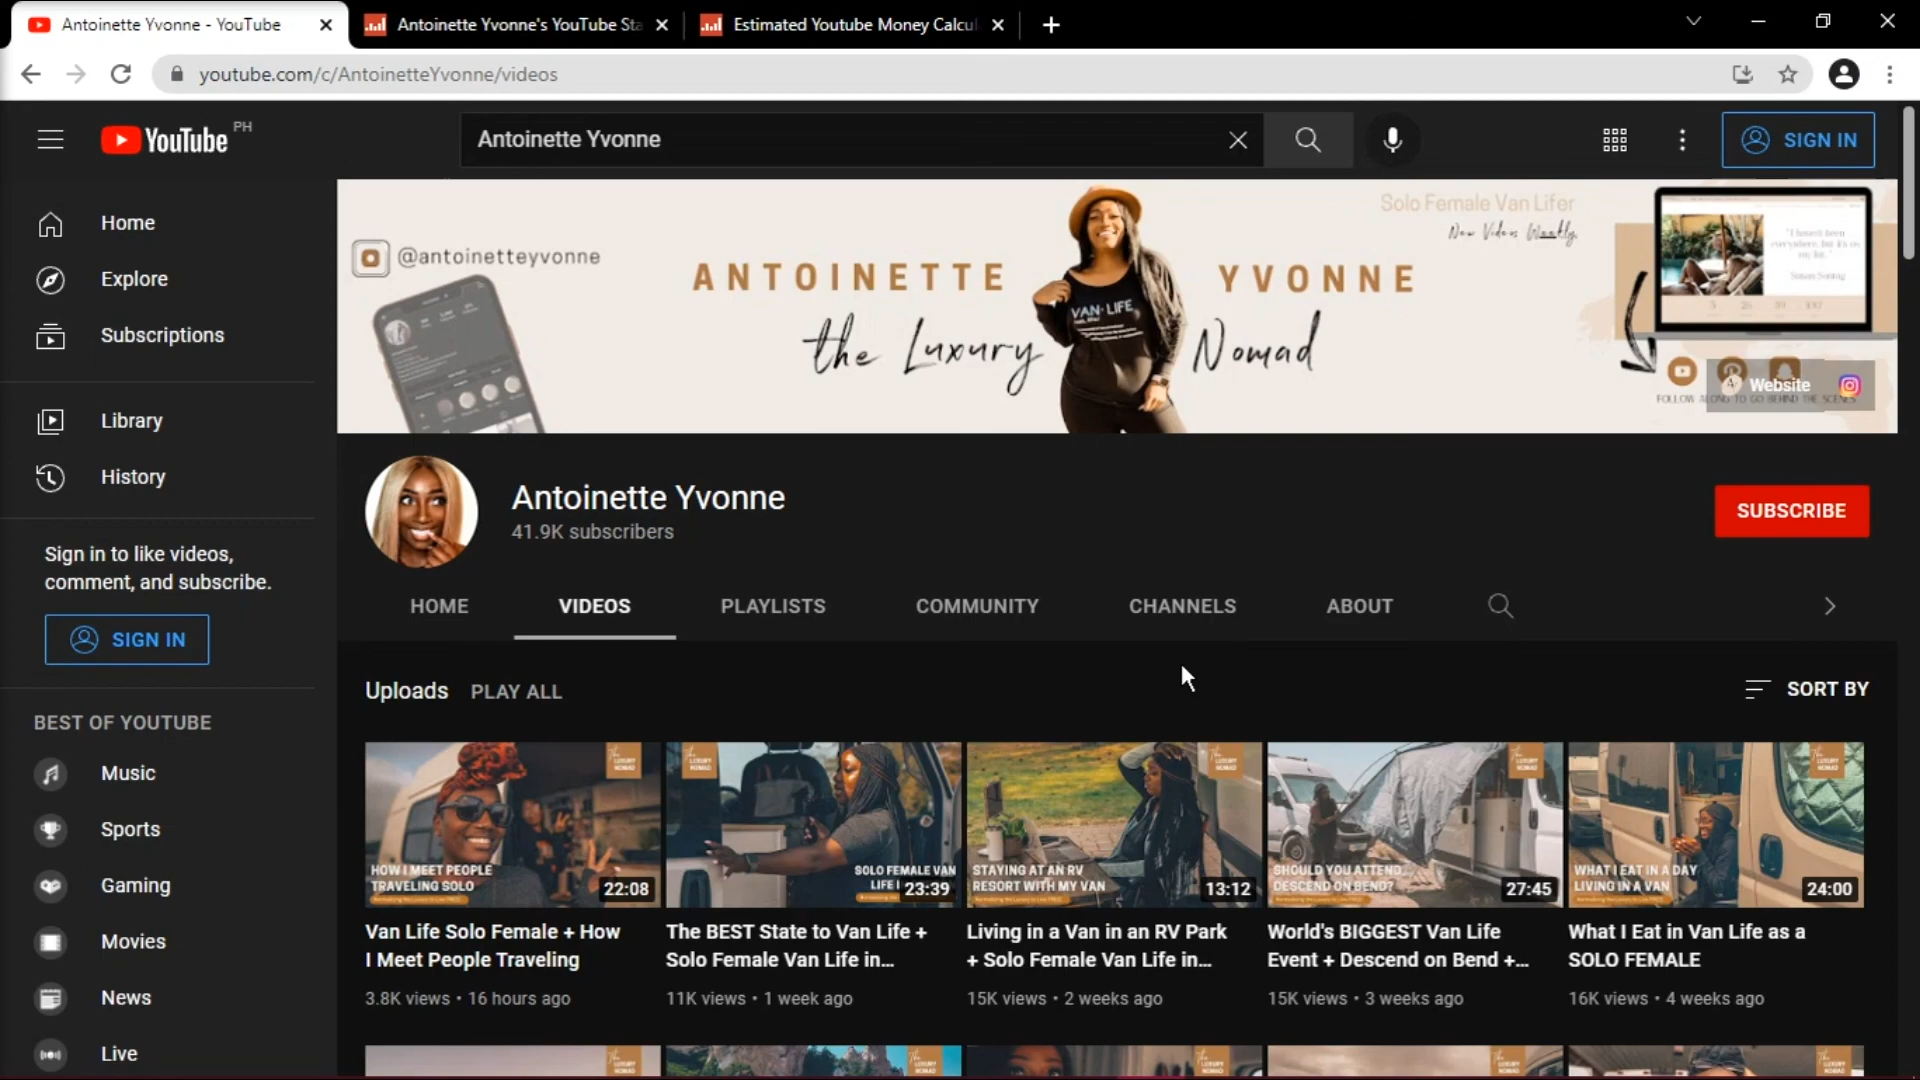 Antoinette Yvonne - YouTube
Antoinette Yvonne's YouTube Sta
Estimated Youtube Money Calcul
youtube.com/c/AntoinetteYvonne/videos
YouTube PH
Antoinette Yvonne
SIGN IN
Home
Explore
Subscriptions
Library
History
Sign in to like videos,
comment, and subscribe.
SIGN IN
BEST OF YOUTUBE
Music
Sports
Gaming
Movies
News
Live
@antoinetteyvonne
ANTOINETTE YVONNE
the Luxury Nomad
VAN·LIFE
Solo Female Van Lifer
New Videos Weekly
Website
FOLLOW ALONG TO GO BEHIND THE SCENES
Antoinette Yvonne
41.9K subscribers
SUBSCRIBE
HOME
VIDEOS
PLAYLISTS
COMMUNITY
CHANNELS
ABOUT
Uploads PLAY ALL
SORT BY
HOW I MEET PEOPLE
TRAVELING SOLO
22:08
Van Life Solo Female + How
I Meet People Traveling
3.8K views • 16 hours ago
SOLO FEMALE VAN
LIFE I
23:39
The BEST State to Van Life +
Solo Female Van Life in...
11K views • 1 week ago
STAYING AT AN RV
RESORT WITH MY VAN
13:12
Living in a Van in an RV Park
+ Solo Female Van Life in...
15K views • 2 weeks ago
SHOULD YOU ATTEND
DESCEND ON BEND?
27:45
World's BIGGEST Van Life
Event + Descend on Bend +...
15K views • 3 weeks ago
WHAT I EAT IN A DAY
LIVING IN A VAN
24:00
What I Eat in Van Life as a
SOLO FEMALE
16K views • 4 weeks ago